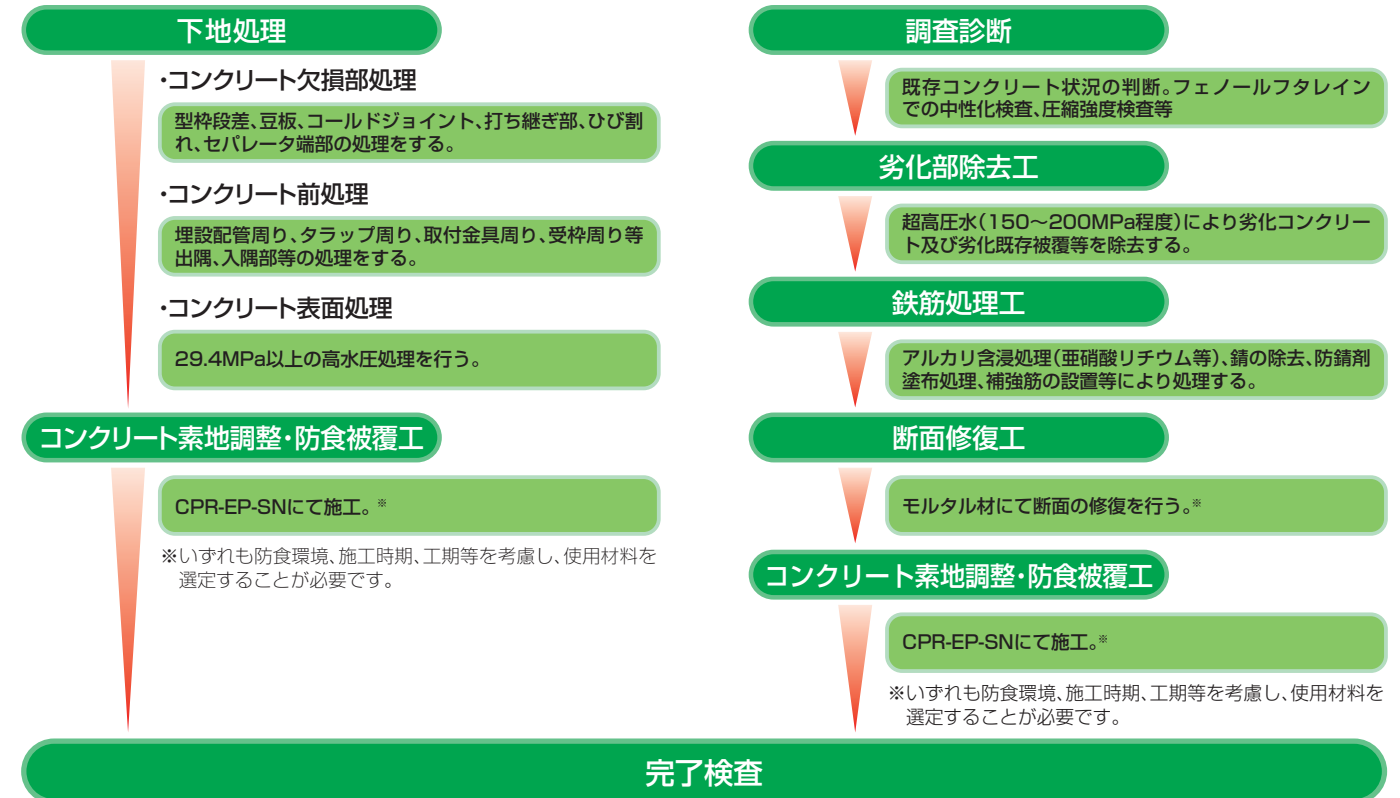 下地処理
・コンクリート欠損部処理
型枠段差、豆板、コールドジョイント、打ち継ぎ部、ひび割
れ、セパレータ端部の処理をする。
・コンクリート前処理
埋設配管周り、タラップ周り、取付金具周り、受枠周り等
出隅、入隅部等の処理をする。
・コンクリート表面処理
29.4MPa以上の高水圧処理を行う。
コンクリート素地調整・防食被覆工
CPR-EP-SNにて施工。※
※いずれも防食環境、施工時期、工期等を考慮し、使用材料を
選定することが必要です。
調査診断
既存コンクリート状況の判断。フェノールフタレイン
での中性化検査、圧縮強度検査等
劣化部除去工
超高圧水(150〜200MPa程度)により劣化コンクリー
ト及び劣化既存被覆等を除去する。
鉄筋処理工
アルカリ含浸処理(亜硝酸リチウム等)、錆の除去、防錆剤
塗布処理、補強筋の設置等により処理する。
断面修復工
モルタル材にて断面の修復を行う。※
コンクリート素地調整・防食被覆工
CPR-EP-SNにて施工。※
※いずれも防食環境、施工時期、工期等を考慮し、使用材料を
選定することが必要です。
完了検査